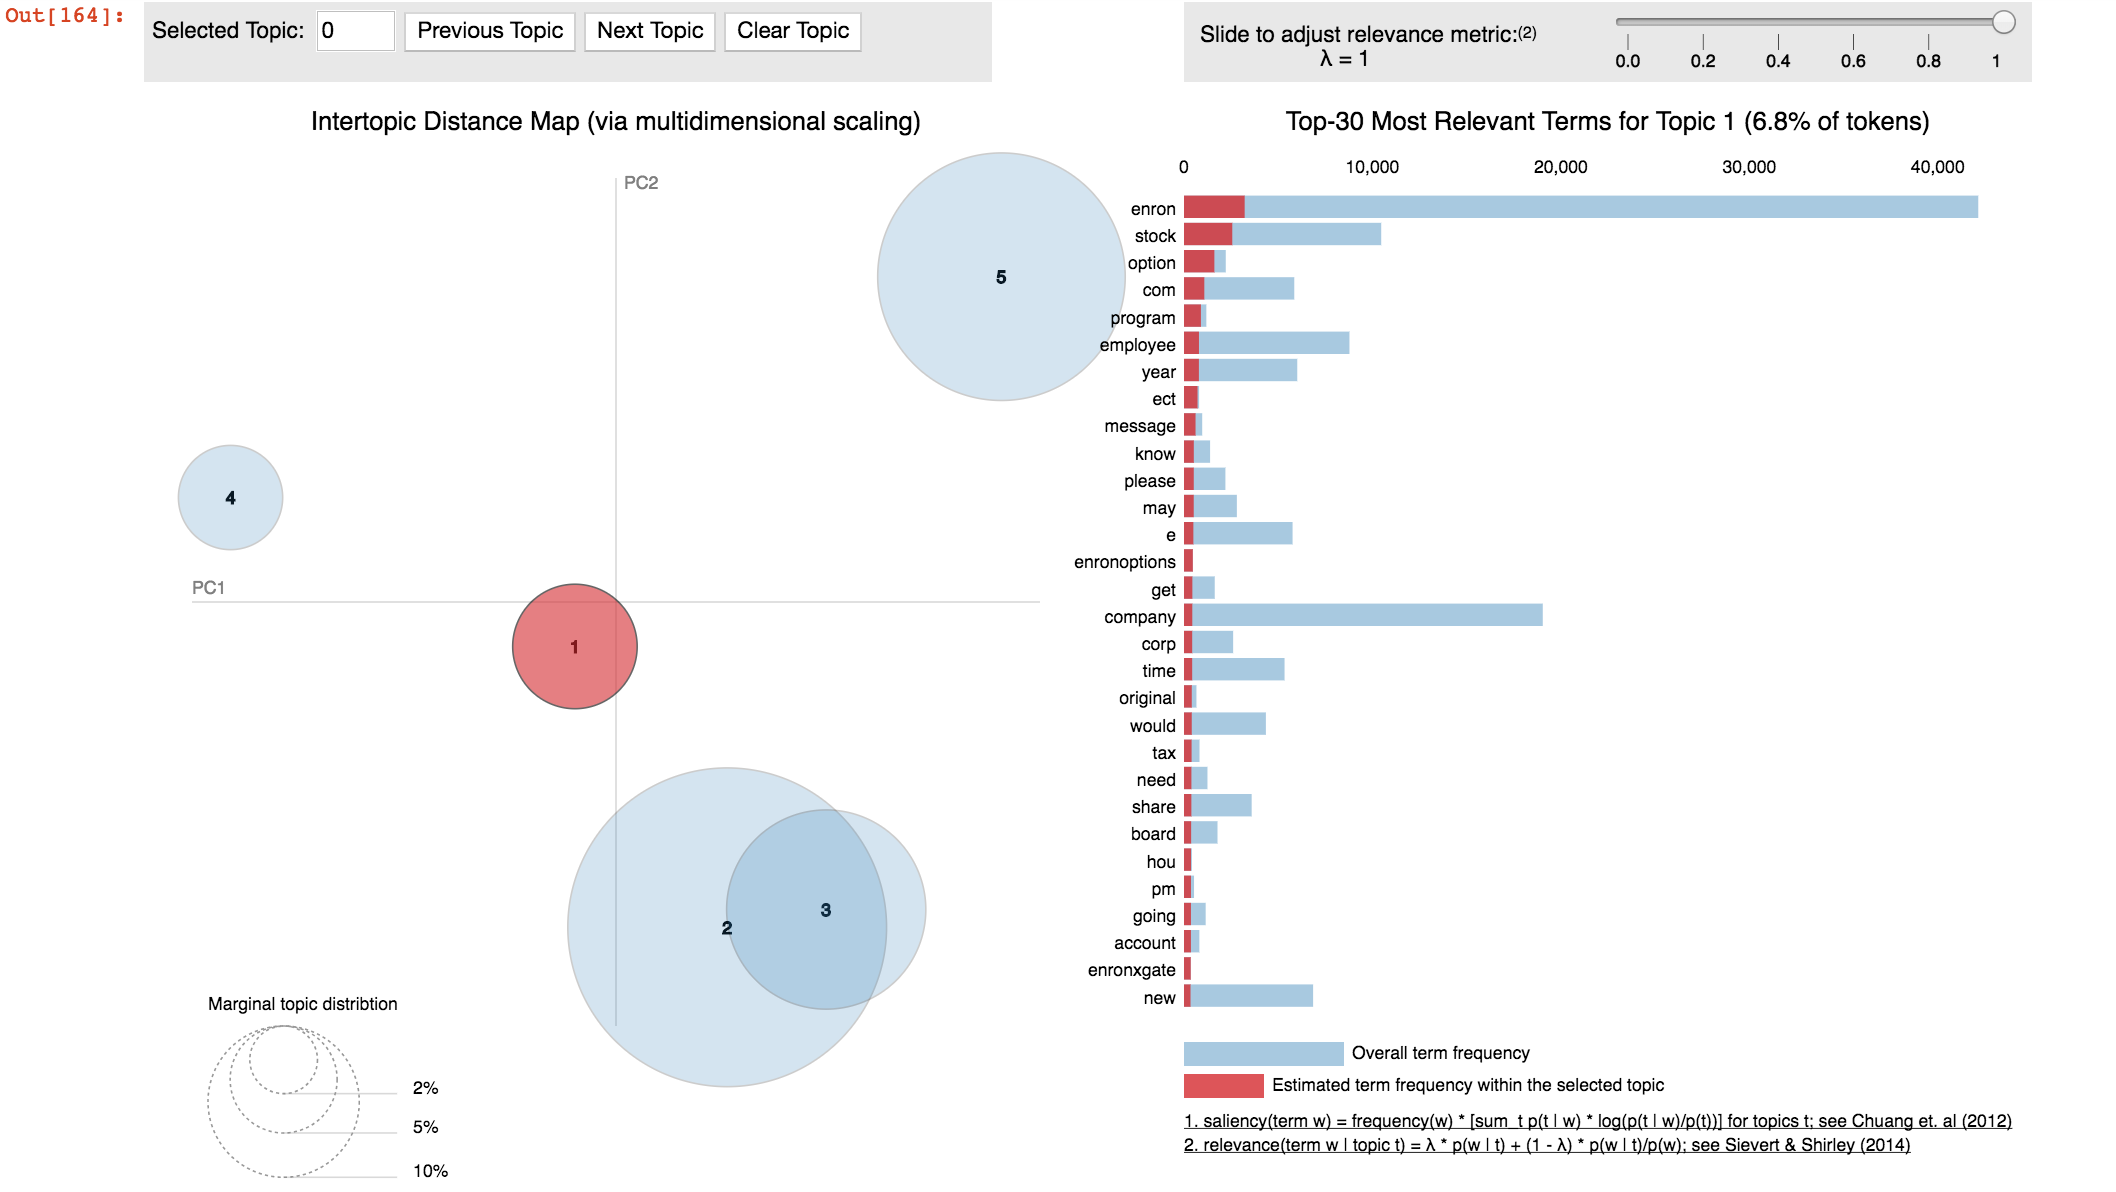 Out[164]:
Selected Topic: 0 Previous Topic Next Topic Clear Topic
Slide to adjust relevance metric:(2)
λ = 1
0.0 0.2 0.4 0.6 0.8 1
Intertopic Distance Map (via multidimensional scaling)
PC2
5
4
PC1
1
2
3
Marginal topic distribtion
2%
5%
10%
Top-30 Most Relevant Terms for Topic 1 (6.8% of tokens)
0 10,000 20,000 30,000 40,000
enron
stock
option
com
program
employee
year
ect
message
know
please
may
e
enronoptions
get
company
corp
time
original
would
tax
need
share
board
hou
pm
going
account
enronxgate
new
Overall term frequency
Estimated term frequency within the selected topic
1. saliency(term w) = frequency(w) * [sum_t p(t | w) * log(p(t | w)/p(t))] for topics t; see Chuang et. al (2012)
2. relevance(term w | topic t) = λ * p(w | t) + (1 - λ) * p(w | t)/p(w); see Sievert & Shirley (2014)